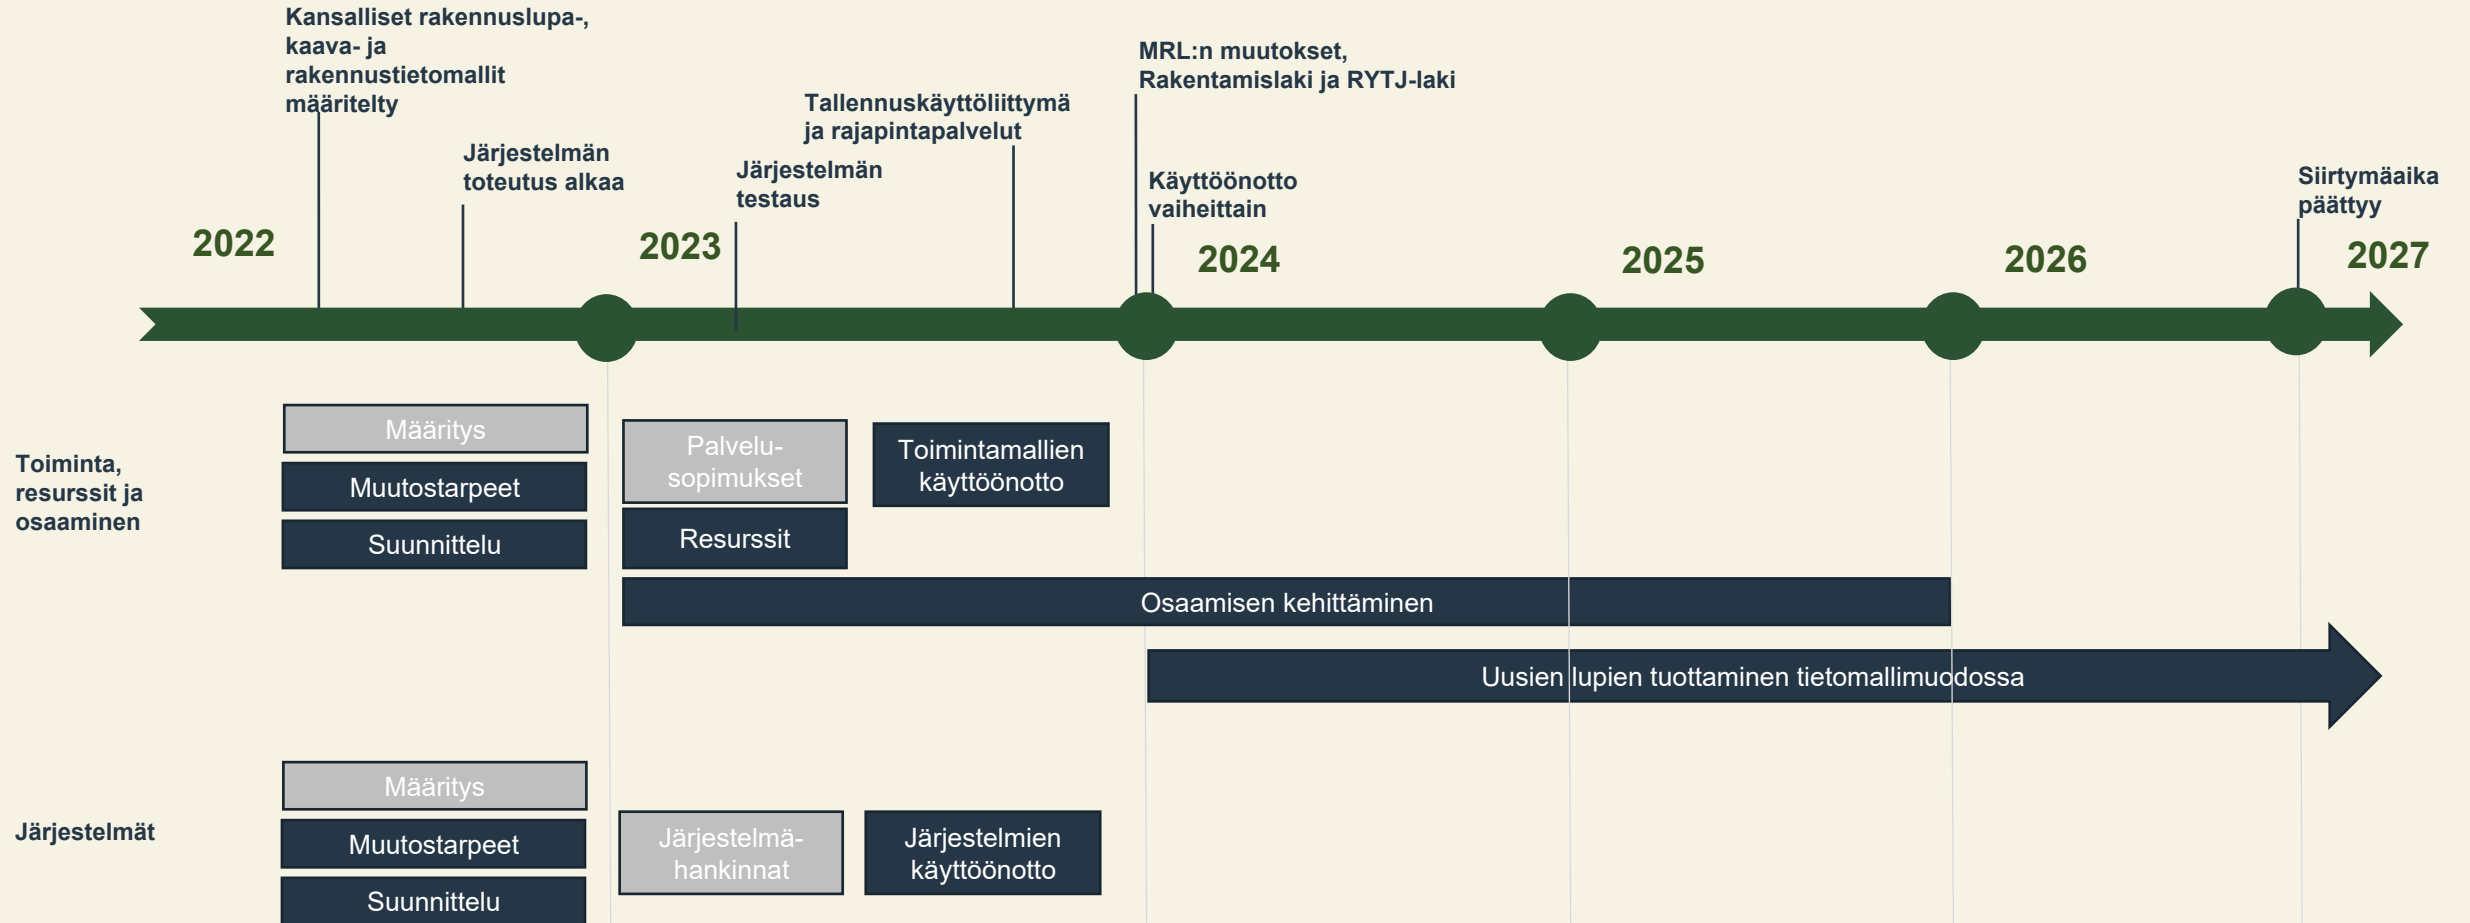 Kansalliset rakennuslupa-,
kaava- ja
rakennustietomallit
määritelty
Järjestelmän
toteutus alkaa
Järjestelmän
testaus
Tallennuskäyttöliittymä
ja rajapintapalvelut
MRL:n muutokset,
Rakentamislaki ja RYTJ-laki
Käyttöönotto
vaiheittain
Siirtymäaika
päättyy
2022
2023
2024
2025
2026
2027
Toiminta,
resurssit ja
osaaminen
Määritys
Muutostarpeet
Suunnittelu
Palvelu-
sopimukset
Resurssit
Toimintamallien
käyttöönotto
Osaamisen kehittäminen
Uusien lupien tuottaminen tietomallimuodossa
Järjestelmät
Määritys
Muutostarpeet
Suunnittelu
Järjestelmä-
hankinnat
Järjestelmien
käyttöönotto